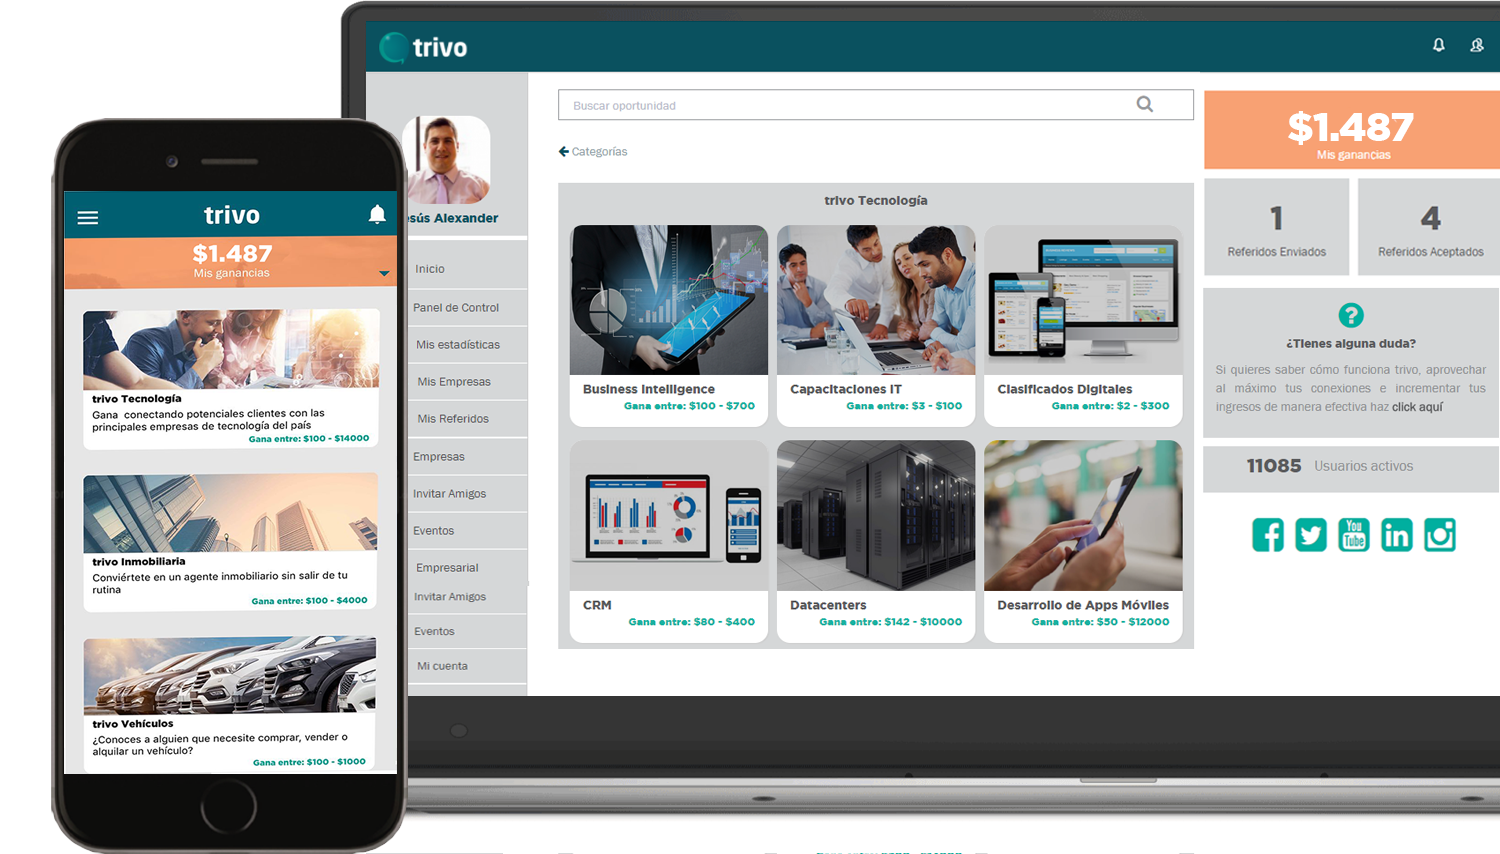 trivo
Buscar oportunidad
Categorías
sús Alexander
Inicio
Panel de Control
Mis estadísticas
Mis Empresas
Mis Referidos
Empresas
Invitar Amigos
Eventos
Empresarial
Invitar Amigos
Eventos
Mi cuenta
trivo Tecnología
Business Intelligence
Gana entre: $100 - $700
Capacitaciones IT
Gana entre: $3 - $100
Clasificados Digitales
Gana entre: $2 - $300
CRM
Gana entre: $80 - $400
Datacenters
Gana entre: $142 - $10000
Desarrollo de Apps Móviles
Gana entre: $50 - $12000
$1.487
Mis ganancias
1
Referidos Enviados
4
Referidos Aceptados
?
¿Tienes alguna duda?
Si quieres saber cómo funciona trivo, aprovechar
al máximo tus conexiones e incrementar tus
ingresos de manera efectiva haz click aquí
11085 Usuarios activos
You
Tube
in
trivo
$1.487
Mis ganancias
trivo Tecnología
Gana conectando potenciales clientes con las
principales empresas de tecnología del país
Gana entre: $100 - $14000
trivo Inmobiliaria
Conviértete en un agente inmobiliario sin salir de tu
rutina
Gana entre: $100 - $4000
trivo Vehículos
¿Conoces a alguien que necesite comprar, vender o
alquilar un vehículo?
Gana entre: $100 - $1000